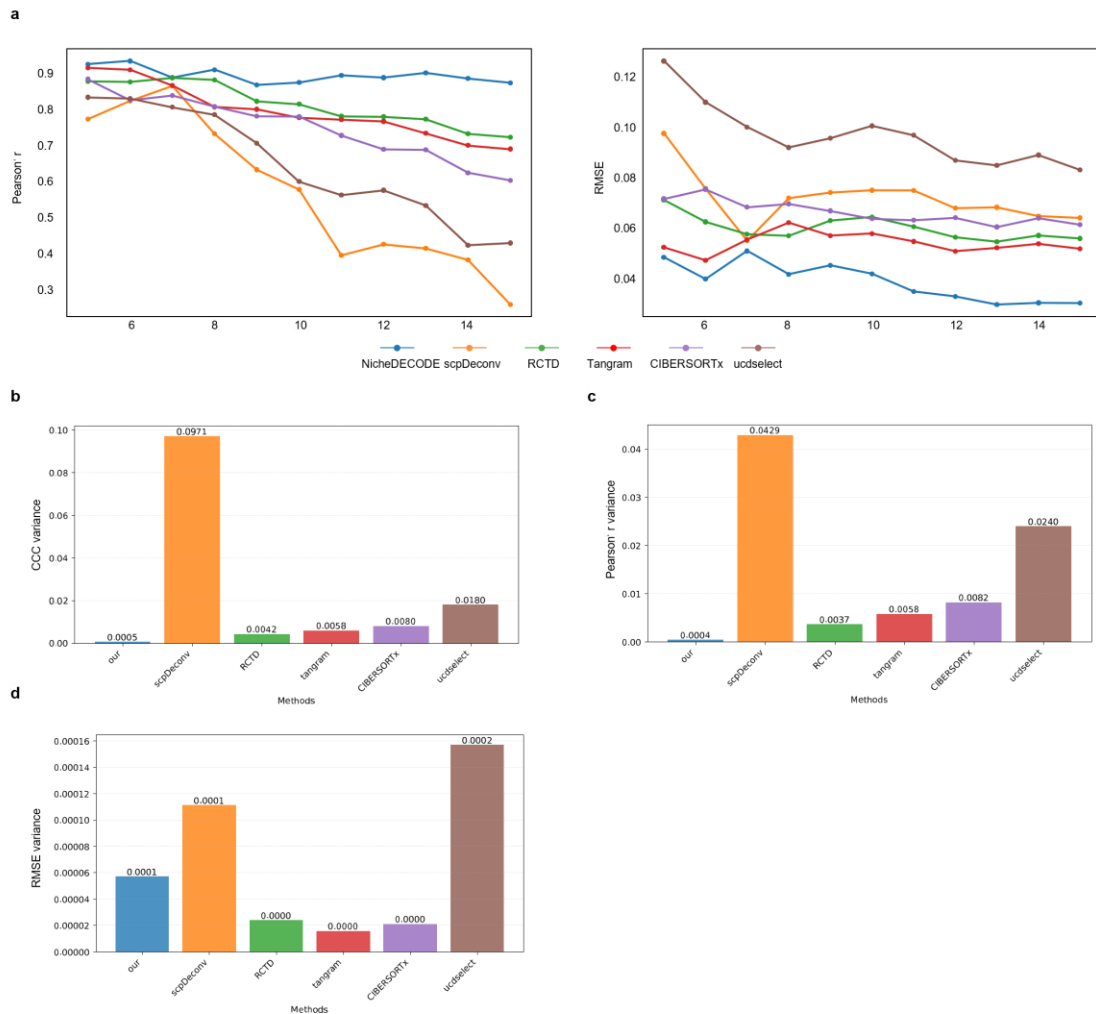 a
0.9
0.8
0.7
0.6
0.5
0.4
0.3
Pearson' r
6 8 10 12 14
0.12
0.10
0.08
0.06
0.04
RMSE
6 8 10 12 14
NicheDECODE scpDeconv RCTD Tangram CIBERSORTx ucdselect
b
0.10
0.08
0.06
0.04
0.02
0.00
CCC variance
0.0005 0.0971 0.0042 0.0058 0.0080 0.0180
our scpDeconv RCTD tangram CIBERSORTx ucdselect
Methods
c
0.04
0.03
0.02
0.01
0.00
Pearson' r variance
0.0004 0.0429 0.0037 0.0058 0.0082 0.0240
our scpDeconv RCTD tangram CIBERSORTx ucdselect
Methods
d
0.00016
0.00014
0.00012
0.00010
0.00008
0.00006
0.00004
0.00002
0.00000
RMSE variance
0.0001 0.0001 0.0000 0.0000 0.0000 0.0002
our scpDeconv RCTD tangram CIBERSORTx ucdselect
Methods